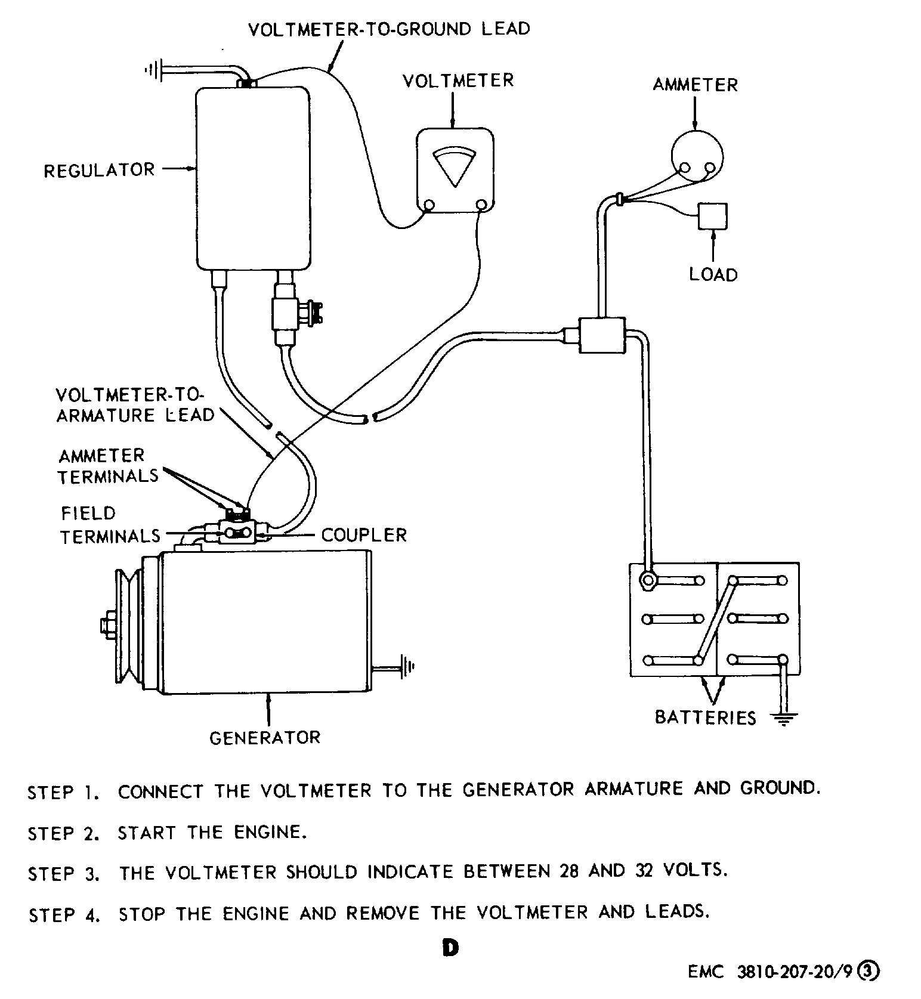 VOLTMETER-TO-GROUND LEAD
VOLTMETER
AMMETER
REGULATOR
LOAD
VOLTMETER-TO-
ARMATURE LEAD
AMMETER
TERMINALS
FIELD
TERMINALS
COUPLER
BATTERIES
GENERATOR
STEP 1. CONNECT THE VOLTMETER TO THE GENERATOR ARMATURE AND GROUND.
STEP 2. START THE ENGINE.
STEP 3. THE VOLTMETER SHOULD INDICATE BETWEEN 28 AND 32 VOLTS.
STEP 4. STOP THE ENGINE AND REMOVE THE VOLTMETER AND LEADS.
D
EMC 3810-207-20/9 ③